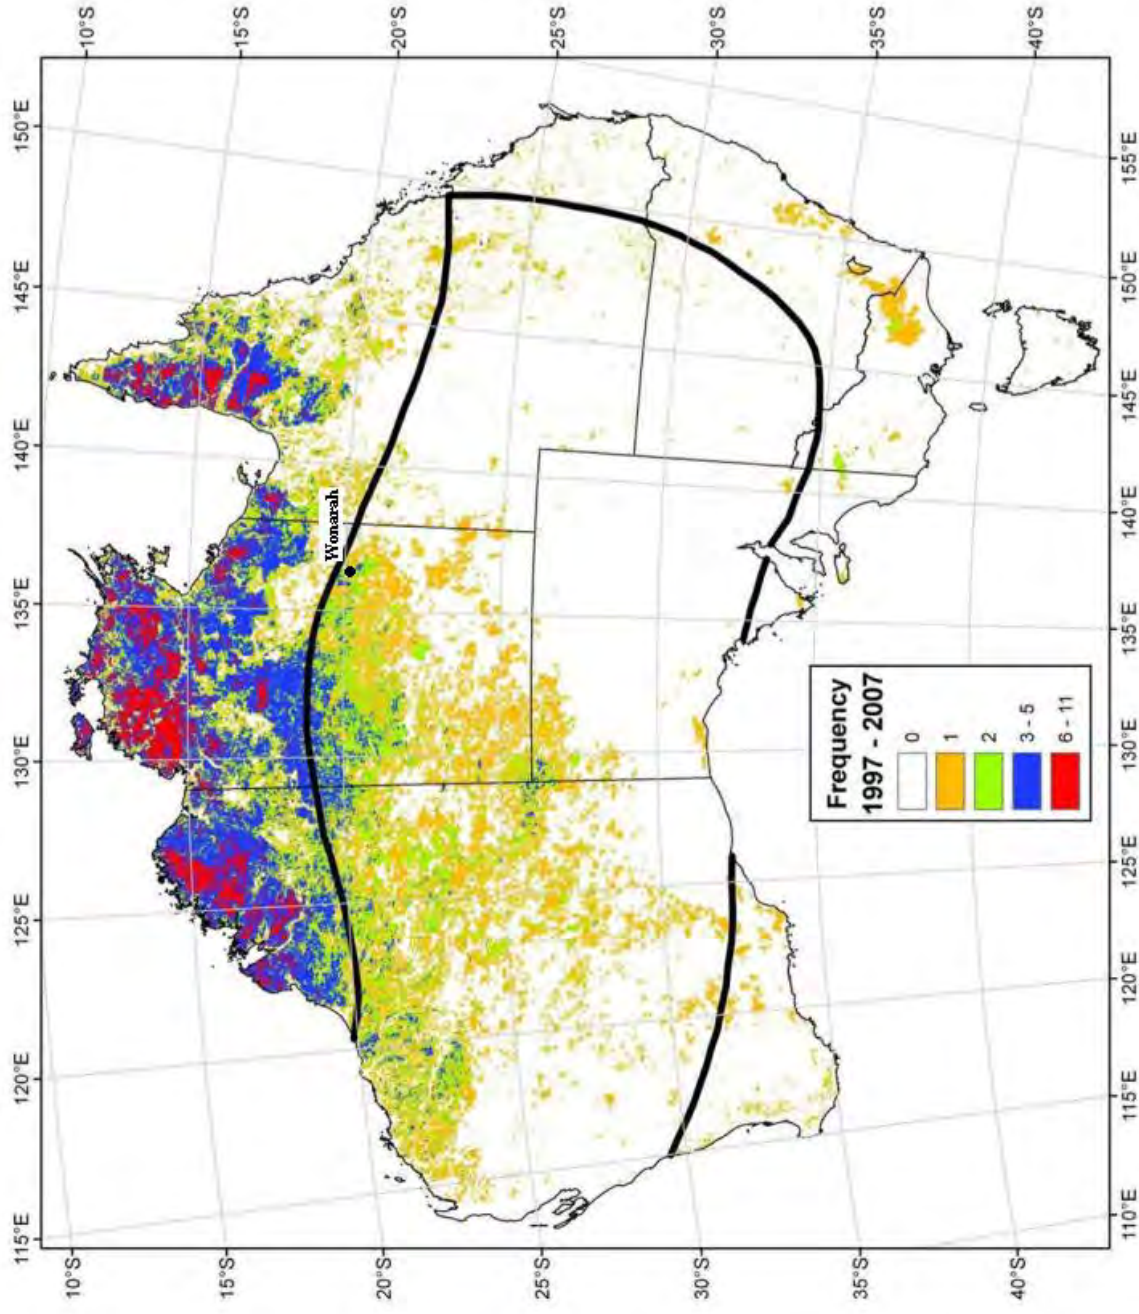 115°E 120°E 125°E 130°E 135°E 140°E 145°E 150°E
10°S 10°S
15°S 15°S
20°S 20°S
Wonarah
25°S 25°S
30°S 30°S
Frequency
1997 - 2007
0
1
2
3 - 5
6 - 11
35°S 35°S
40°S 40°S
110°E 115°E 120°E 125°E 130°E 135°E 140°E 145°E 150°E 155°E